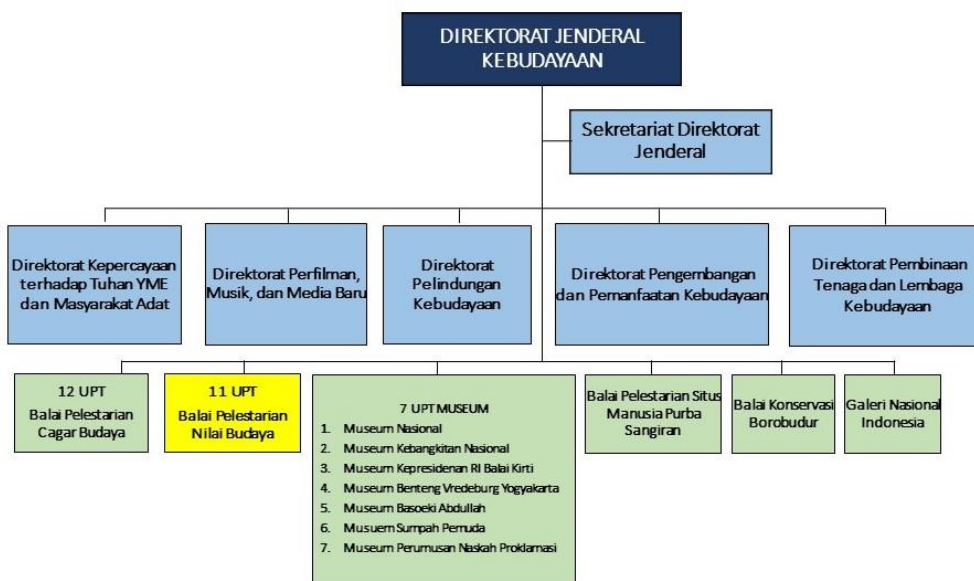 DIREKTORAT JENDERAL
KEBUDAYAAN
Sekretariat Direktorat
Jenderal
Direktorat Kepercayaan
terhadap Tuhan YME
dan Masyarakat Adat
Direktorat Perfilman,
Musik, dan Media Baru
Direktorat
Pelindungan
Kebudayaan
Direktorat Pengembangan
dan Pemanfaatan Kebudayaan
Direktorat Pembinaan
Tenaga dan Lembaga
Kebudayaan
12 UPT
Balai Pelestarian
Cagar Budaya
11 UPT
Balai Pelestarian
Nilai Budaya
7 UPT MUSEUM
1. Museum Nasional
2. Museum Kebangkitan Nasional
3. Museum Kepresidenan RI Balai Kirti
4. Museum Benteng Vredeburg Yogyakarta
5. Museum Basoeki Abdullah
6. Musuem Sumpah Pemuda
7. Museum Perumusan Naskah Proklamasi
Balai Pelestarian Situs
Manusia Purba
Sangiran
Balai Konservasi
Borobudur
Galeri Nasional
Indonesia